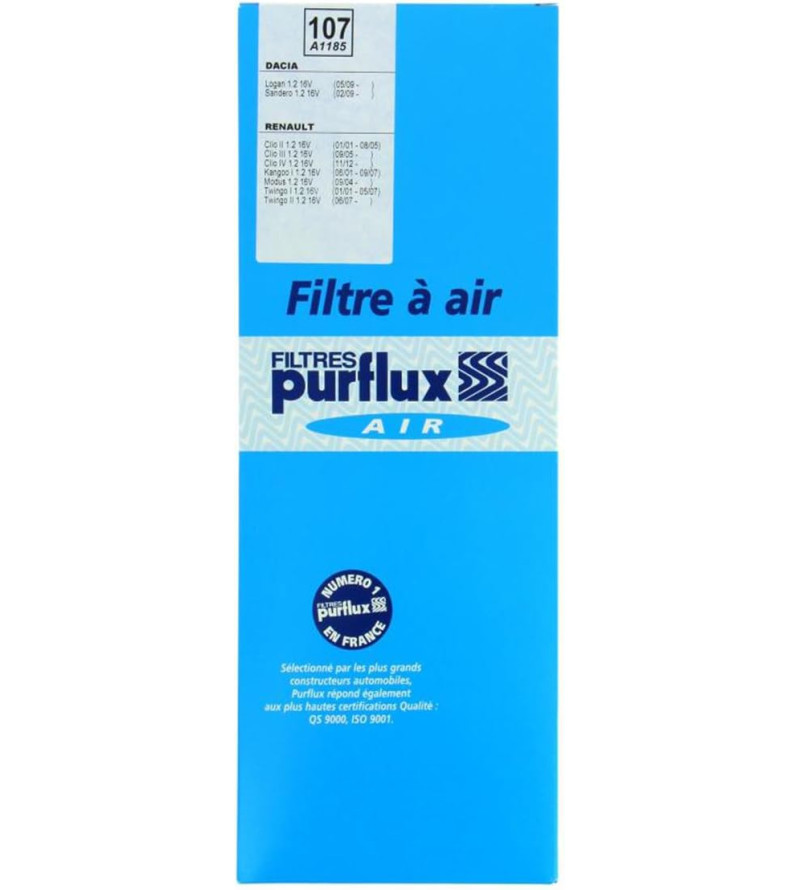 107
A1185
DACIA
Logan 1.2 16V (05/09 - )
Sandero 1.2 16V (02/09 - )
RENAULT
Clio II 1.2 16V (01/01 - 08/05)
Clio III 1.2 16V (09/05 - )
Clio IV 1.2 16V (11/12 - )
Kangoo I 1.2 16V (06/01 - 09/07)
Modus 1.2 16V (09/04 - )
Twingo I 1.2 16V (01/01 - 05/07)
Twingo II 1.2 16V (06/07 - )
Filtre à air
FILTRES
purflux
AIR
NUMERO 1
FILTRES
purflux
EN FRANCE
Sélectionné par les plus grands
constructeurs automobiles,
Purflux répond également
aux plus hautes certifications Qualité :
QS 9000, ISO 9001.